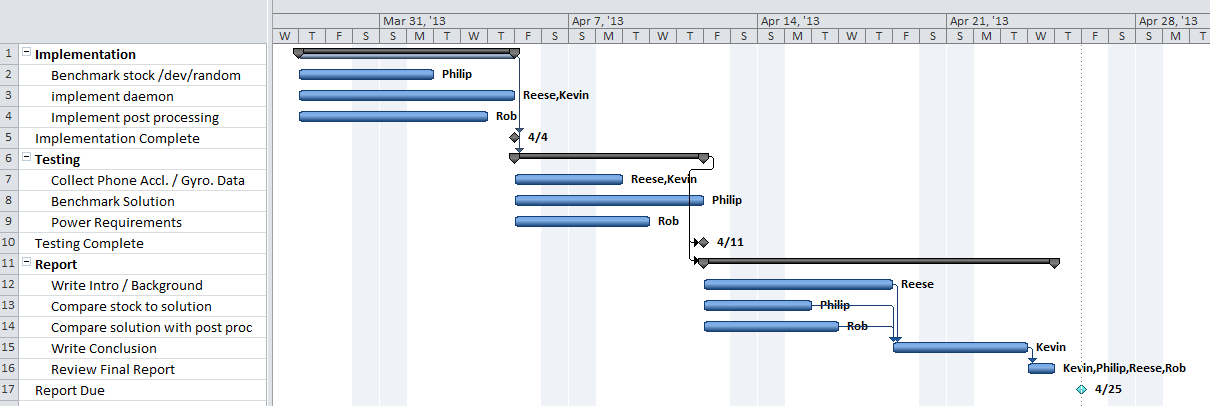 Mar 31, '13 Apr 7, '13 Apr 14, '13 Apr 21, '13 Apr 28, '13
W T F S S M T W T F S S M T W T F S S M T W T F S S M T W T F S S M T
1 Implementation
2 Benchmark stock /dev/random Philip
3 implement daemon Reese,Kevin
4 Implement post processing Rob
5 Implementation Complete 4/4
6 Testing
7 Collect Phone Accl. / Gyro. Data Reese,Kevin
8 Benchmark Solution Philip
9 Power Requirements Rob
10 Testing Complete 4/11
11 Report
12 Write Intro / Background Reese
13 Compare stock to solution Philip
14 Compare solution with post proc Rob
15 Write Conclusion Kevin
16 Review Final Report Kevin,Philip,Reese,Rob
17 Report Due 4/25